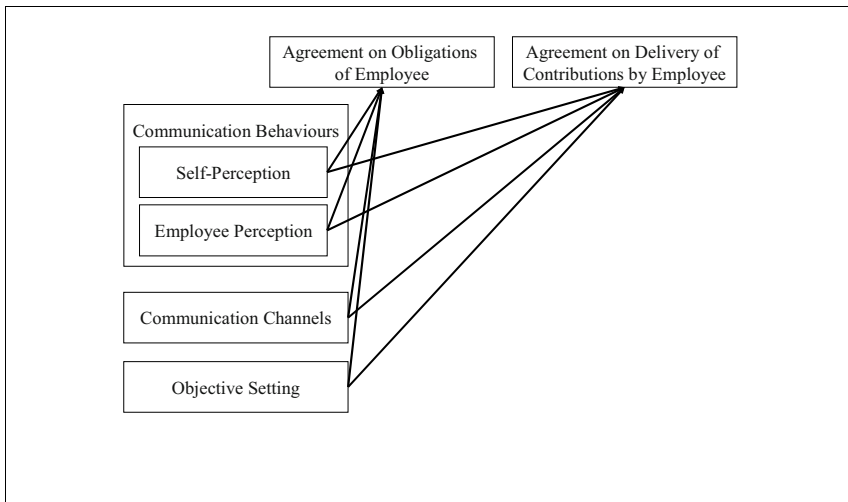 Agreement on Obligations
of Employee
Agreement on Delivery of
Contributions by Employee
Communication Behaviours
Self-Perception
Employee Perception
Communication Channels
Objective Setting